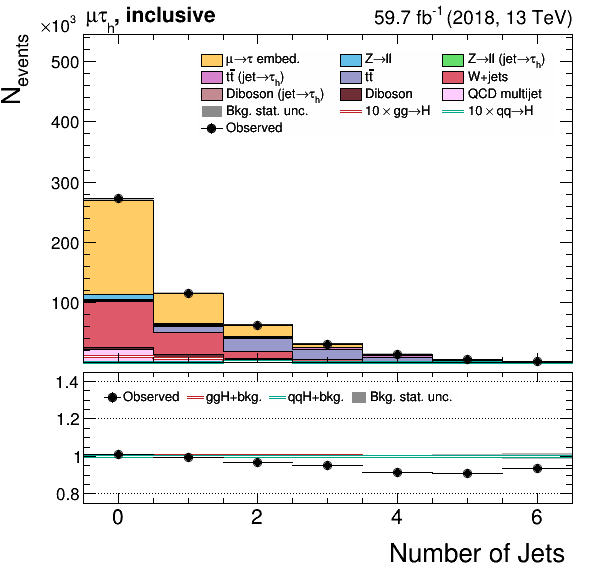 ×10³ μτₕ, inclusive 59.7 fb⁻¹ (2018, 13 TeV)
N_events
500
400
300
200
100
μ→τ embed. Z→ll Z→ll (jet→τₕ)
tt̄ (jet→τₕ) tt̄ W+jets
Diboson (jet→τₕ) Diboson QCD multijet
Bkg. stat. unc. 10 × gg→H 10 × qq→H
Observed
1.4
1.2
1
0.8
Observed ggH+bkg. qqH+bkg. Bkg. stat. unc.
0 2 4 6
Number of Jets